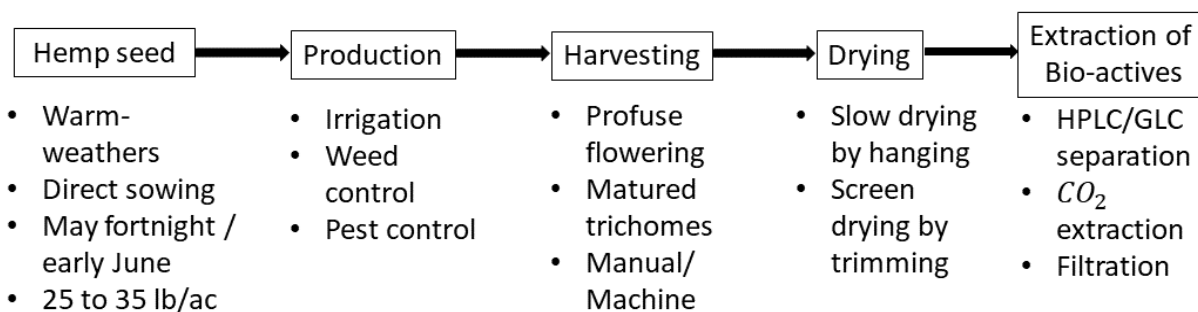 Hemp seed
Production
Harvesting
Drying
Extraction of
Bio-actives
• Warm-
weathers
• Direct sowing
• May fortnight /
early June
• 25 to 35 lb/ac
• Irrigation
• Weed
control
• Pest control
• Profuse
flowering
• Matured
trichomes
• Manual/
Machine
• Slow drying
by hanging
• Screen
drying by
trimming
• HPLC/GLC
separation
• CO₂
extraction
• Filtration